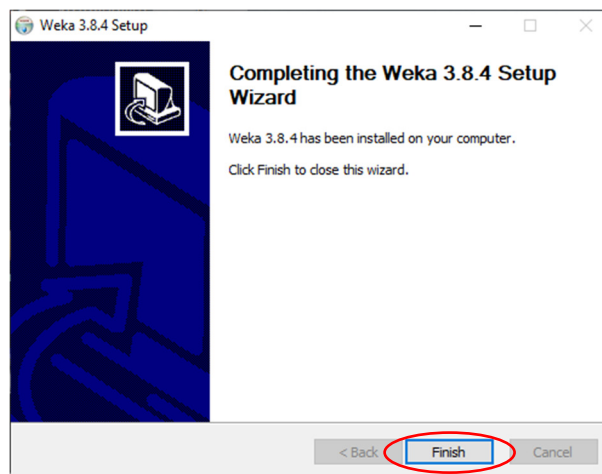 Weka 3.8.4 Setup
Completing the Weka 3.8.4 Setup
Wizard
Weka 3.8.4 has been installed on your computer.
Click Finish to close this wizard.
< Back
Finish
Cancel